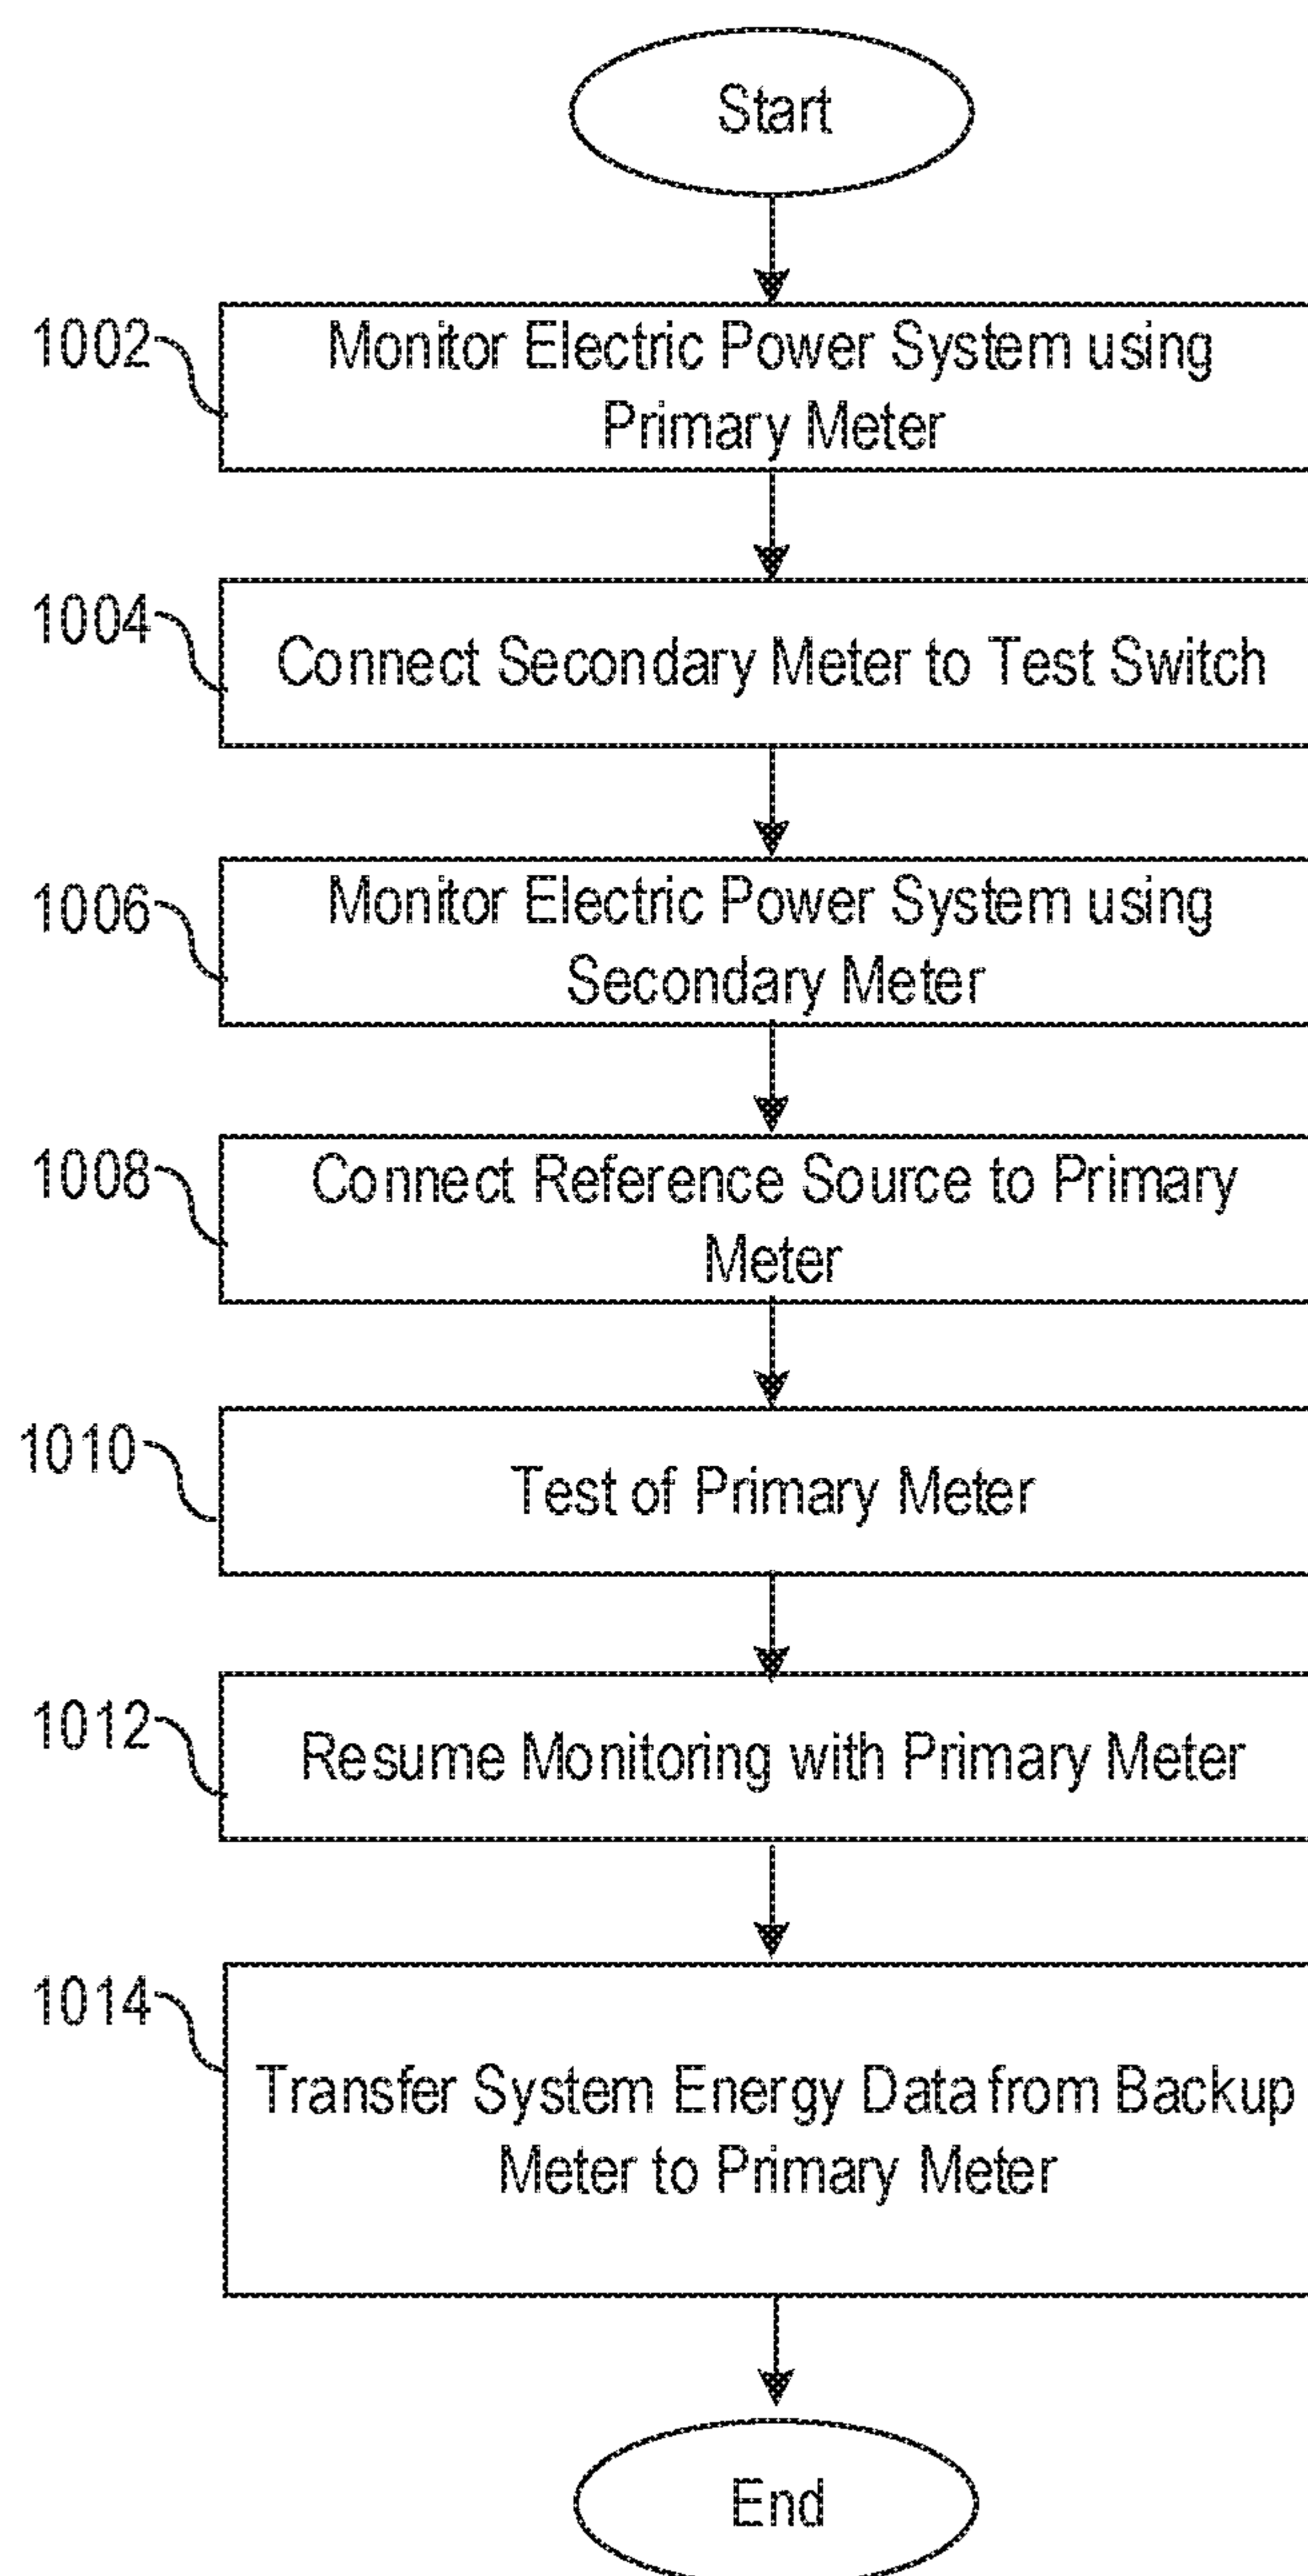 Start
1002
Monitor Electric Power System using
Primary Meter
1004
Connect Secondary Meter to Test Switch
1006
Monitor Electric Power System using
Secondary Meter
1008
Connect Reference Source to Primary
Meter
1010
Test of Primary Meter
1012
Resume Monitoring with Primary Meter
1014
Transfer System Energy Data from Backup
Meter to Primary Meter
End